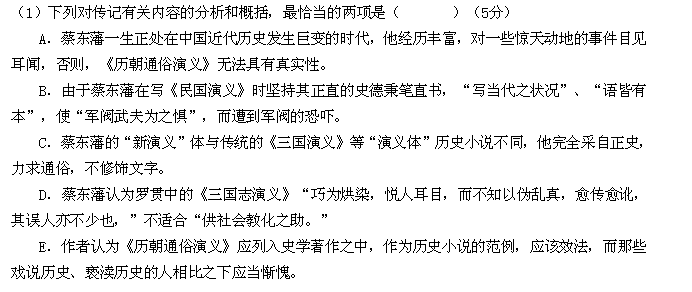 (1)下列对传记有关内容的分析和概括，最恰当的两项是（　　　　）（5分）
A．蔡东藩一生正处在中国近代历史发生巨变的时代，他经历丰富，对一些惊天动地的事件目见
耳闻，否则，《历朝通俗演义》无法具有真实性。
B．由于蔡东藩在写《民国演义》时坚持其正直的史德秉笔直书，“写当代之状况”、“语皆有
本”，使“军阀武夫为之惧”，而遭到军阀的恐吓。
C．蔡东藩的“新演义”体与传统的《三国演义》等“演义体”历史小说不同，他完全采自正史，
力求通俗，不修饰文字。
D．蔡东藩认为罗贯中的《三国志演义》“巧为烘染，悦人耳目，而不知以伪乱真，愈传愈讹，
其误人亦不少也，”不适合“供社会教化之助。”
E．作者认为《历朝通俗演义》应列入史学著作之中，作为历史小说的范例，应该效法，而那些
戏说历史、亵渎历史的人相比之下应当惭愧。